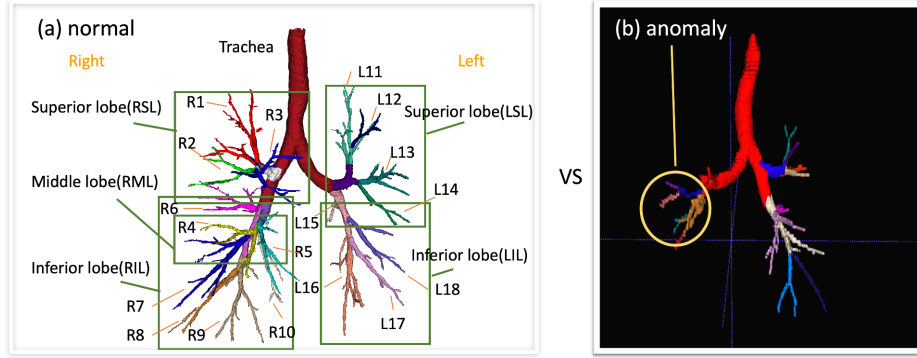 (a) normal
Trachea
Right
Left
L11
R1
L12
R3
Superior lobe(RSL)
Superior lobe(LSL)
R2
L13
Middle lobe(RML)
L14
R6
L15
R4
R5
Inferior lobe(RIL)
Inferior lobe(LIL)
L16
L18
R7
R8
R9
R10
L17
VS
(b) anomaly